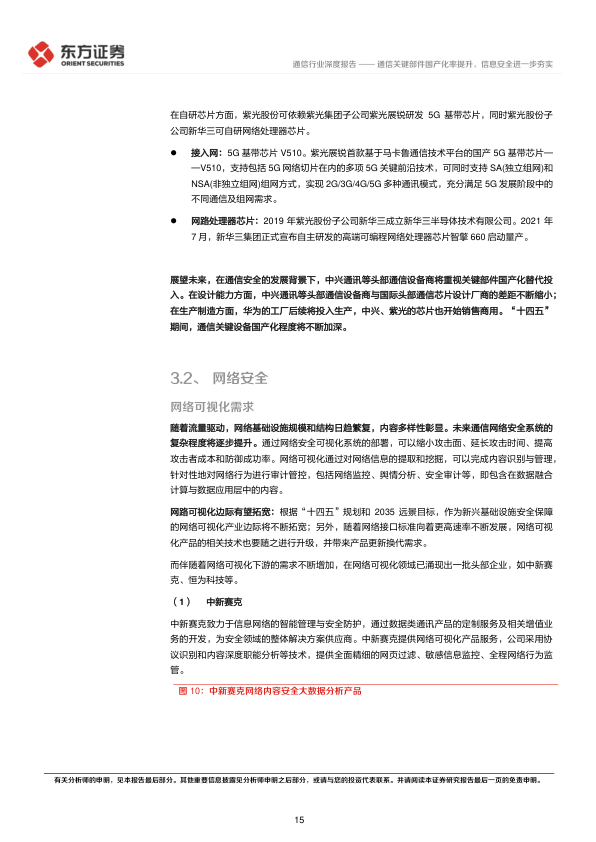 东方证券
ORIENT SECURITIES
通信行业深度报告 —— 通信关键部件国产化率提升，信息安全进一步夯实
在自研芯片方面，紫光股份可依赖紫光集团子公司紫光展锐研发 5G 基带芯片，同时紫光股份子
公司新华三可自研网络处理器芯片。
● 接入网：5G 基带芯片 V510。紫光展锐首款基于马卡鲁通信技术平台的国产 5G 基带芯片—
—V510，支持包括 5G 网络切片在内的多项 5G 关键前沿技术，可同时支持 SA(独立组网)和
NSA(非独立组网)组网方式，实现 2G/3G/4G/5G 多种通讯模式，充分满足 5G 发展阶段中的
不同通信及组网需求。
● 网路处理器芯片：2019 年紫光股份子公司新华三成立新华三半导体技术有限公司。2021 年
7 月，新华三集团正式宣布自主研发的高端可编程网络处理器芯片智擎 660 启动量产。
展望未来，在通信安全的发展背景下，中兴通讯等头部通信设备商将重视关键部件国产化替代投
入。在设计能力方面，中兴通讯等头部通信设备商与国际头部通信芯片设计厂商的差距不断缩小；
在生产制造方面，华为的工厂后续将投入生产，中兴、紫光的芯片也开始销售商用。“十四五”
期间，通信关键设备国产化程度将不断加深。
3.2、 网络安全
网络可视化需求
随着流量驱动，网络基础设施规模和结构日趋繁复，内容多样性彰显。未来通信网络安全系统的
复杂程度将逐步提升。通过网络安全可视化系统的部署，可以缩小攻击面、延长攻击时间、提高
攻击者成本和防御成功率。网络可视化通过对网络信息的提取和挖掘，可以完成内容识别与管理，
针对性地对网络行为进行审计管控，包括网络监控、舆情分析、安全审计等，即包含在数据融合
计算与数据应用层中的内容。
网路可视化边际有望拓宽：根据“十四五”规划和 2035 远景目标，作为新兴基础设施安全保障
的网络可视化产业边际将不断拓宽；另外，随着网络接口标准向着更高速率不断发展，网络可视
化产品的相关技术也要随之进行升级，并带来产品更新换代需求。
而伴随着网络可视化下游的需求不断增加，在网络可视化领域已涌现出一批头部企业，如中新赛
克、恒为科技等。
（1） 中新赛克
中新赛克致力于信息网络的智能管理与安全防护，通过数据类通讯产品的定制服务及相关增值业
务的开发，为安全领域的整体解决方案供应商。中新赛克提供网络可视化产品服务，公司采用协
议识别和内容深度职能分析等技术，提供全面精细的网页过滤、敏感信息监控、全程网络行为监
管。
图 10：中新赛克网络内容安全大数据分析产品
有关分析师的申明，见本报告最后部分。其他重要信息披露见分析师申明之后部分，或请与您的投资代表联系。并请阅读本证券研究报告最后一页的免责申明。
15